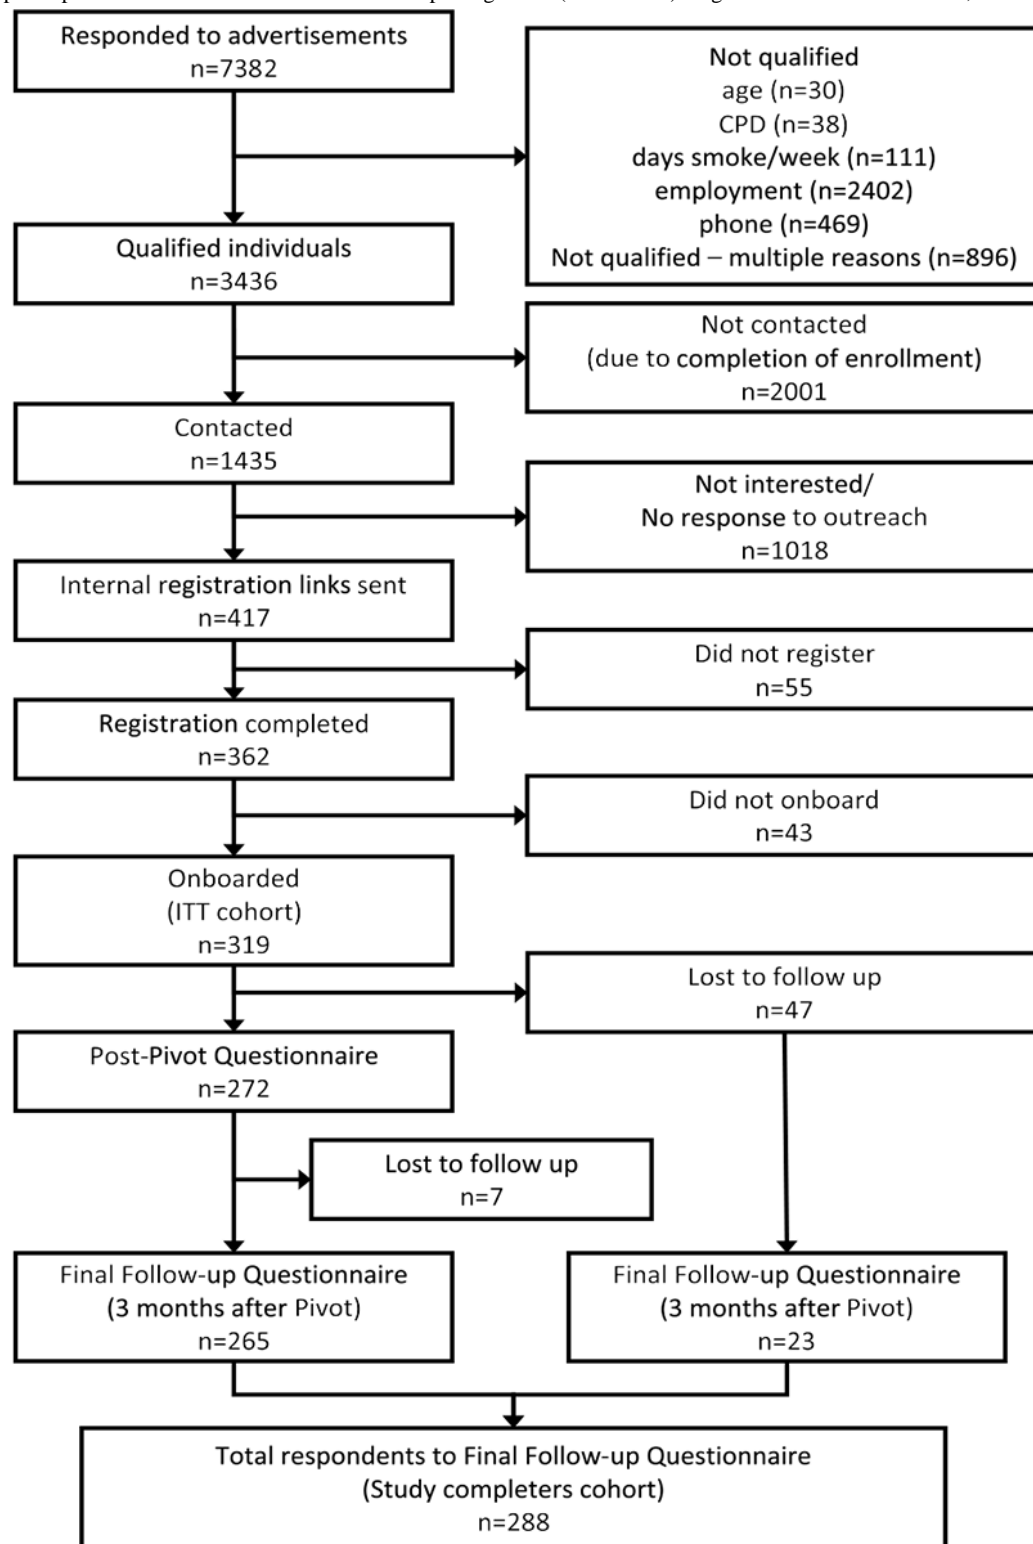 Responded to advertisements
n=7382
Not qualified
age (n=30)
CPD (n=38)
days smoke/week (n=111)
employment (n=2402)
phone (n=469)
Not qualified – multiple reasons (n=896)
Qualified individuals
n=3436
Not contacted
(due to completion of enrollment)
n=2001
Contacted
n=1435
Not interested/
No response to outreach
n=1018
Internal registration links sent
n=417
Did not register
n=55
Registration completed
n=362
Did not onboard
n=43
Onboarded
(ITT cohort)
n=319
Lost to follow up
n=47
Post-Pivot Questionnaire
n=272
Lost to follow up
n=7
Final Follow-up Questionnaire
(3 months after Pivot)
n=265
Final Follow-up Questionnaire
(3 months after Pivot)
n=23
Total respondents to Final Follow-up Questionnaire
(Study completers cohort)
n=288